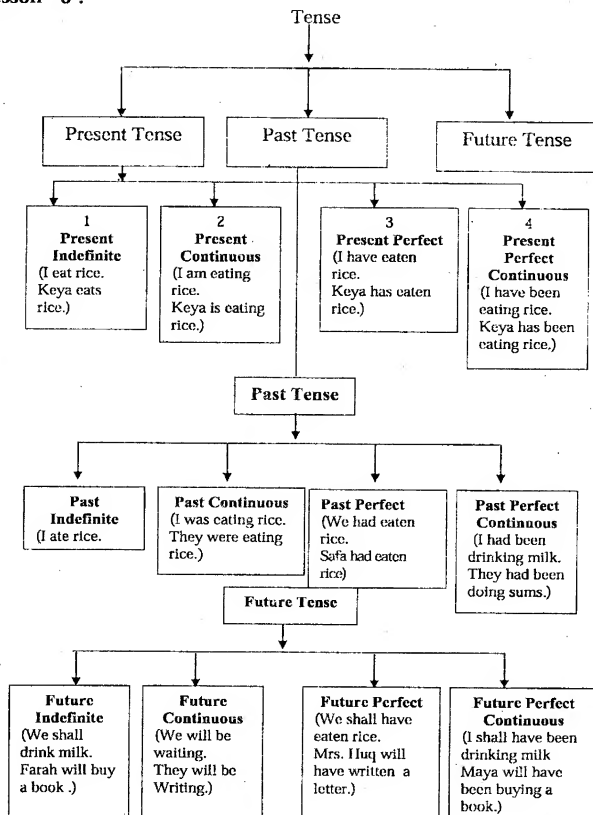 Tense
Present Tense
Past Tense
Future Tense
1
Present
Indefinite
(I eat rice.
Keya eats
rice.)
2
Present
Continuous
(I am eating
rice.
Keya is eating
rice.)
3
Present Perfect
(I have eaten
rice.
Keya has eaten
rice.)
4
Present
Perfect
Continuous
(I have been
eating rice.
Keya has been
eating rice.)
Past Tense
Past
Indefinite
(I ate rice.
Past Continuous
(I was eating rice.
They were eating
rice.)
Past Perfect
(We had eaten
rice.
Safa had eaten
rice)
Past Perfect
Continuous
(I had been
drinking milk.
They had been
doing sums.)
Future Tense
Future
Indefinite
(We shall
drink milk.
Farah will buy
a book .)
Future
Continuous
(We will be
waiting.
They will be
Writing.)
Future Perfect
(We shall have
eaten rice.
Mrs. Huq will
have written a
letter.)
Future Perfect
Continuous
(I shall have been
drinking milk
Maya will have
been buying a
book.)